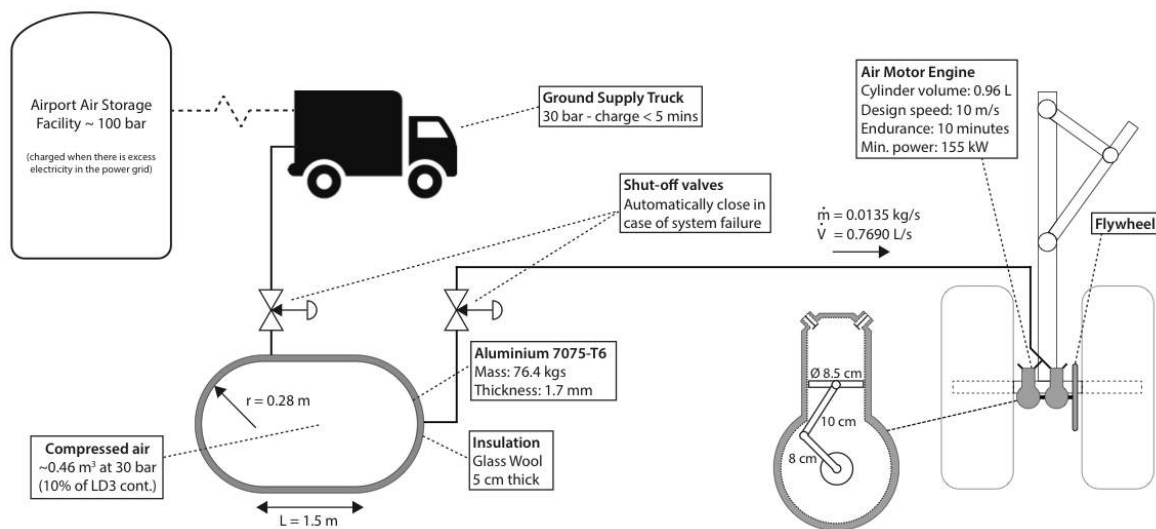 Airport Air Storage
Facility ~ 100 bar
(charged when there is excess
electricity in the power grid)
Ground Supply Truck
30 bar - charge < 5 mins
Shut-off valves
Automatically close in
case of system failure
Air Motor Engine
Cylinder volume: 0.96 L
Design speed: 10 m/s
Endurance: 10 minutes
Min. power: 155 kW
ṁ = 0.0135 kg/s
V̇ = 0.7690 L/s
Flywheel
Aluminium 7075-T6
Mass: 76.4 kgs
Thickness: 1.7 mm
r = 0.28 m
Compressed air
~0.46 m³ at 30 bar
(10% of LD3 cont.)
Insulation
Glass Wool
5 cm thick
L = 1.5 m
Ø 8.5 cm
10 cm
8 cm